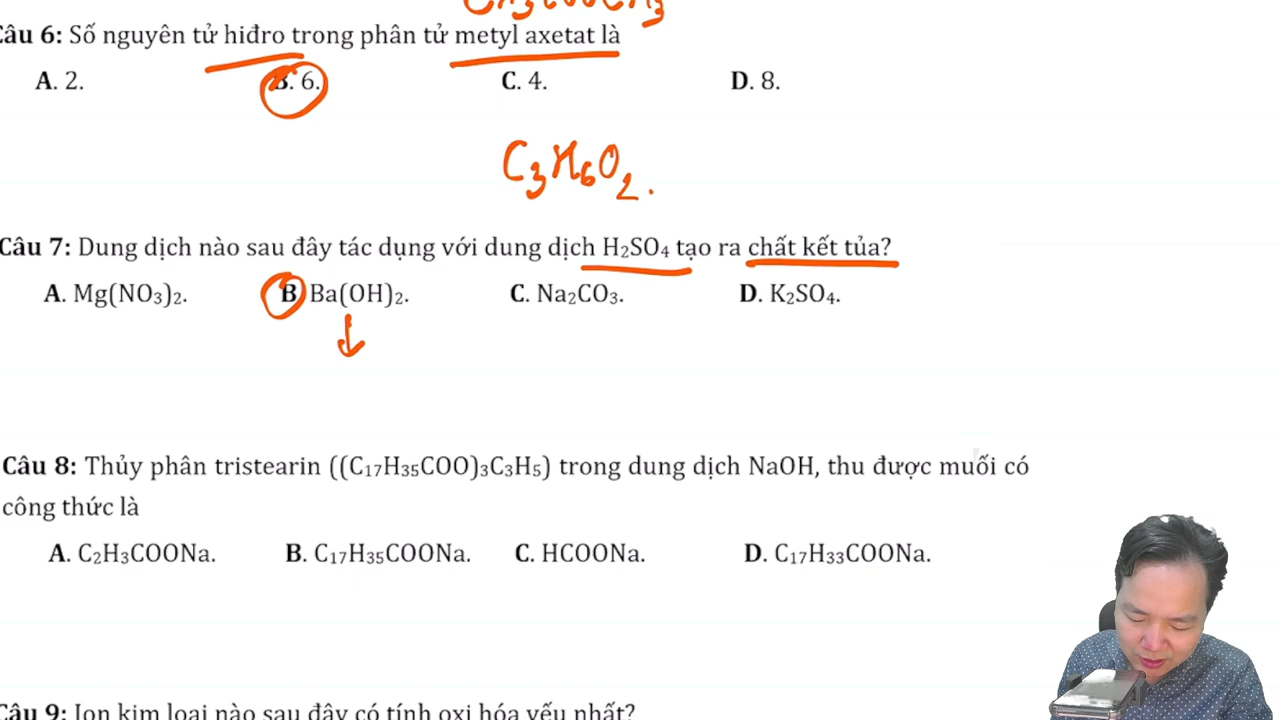 CH3COOCH3
Câu 6: Số nguyên tử hiđro trong phân tử metyl axetat là
A. 2. B. 6. C. 4. D. 8.
C3H6O2.
Câu 7: Dung dịch nào sau đây tác dụng với dung dịch H2SO4 tạo ra chất kết tủa?
A. Mg(NO3)2. B Ba(OH)2. C. Na2CO3. D. K2SO4.
↓
Câu 8: Thủy phân tristearin ((C17H35COO)3C3H5) trong dung dịch NaOH, thu được muối có
công thức là
A. C2H3COONa. B. C17H35COONa. C. HCOONa. D. C17H33COONa.
Câu 9: Ion kim loại nào sau đây có tính oxi hóa yếu nhất?